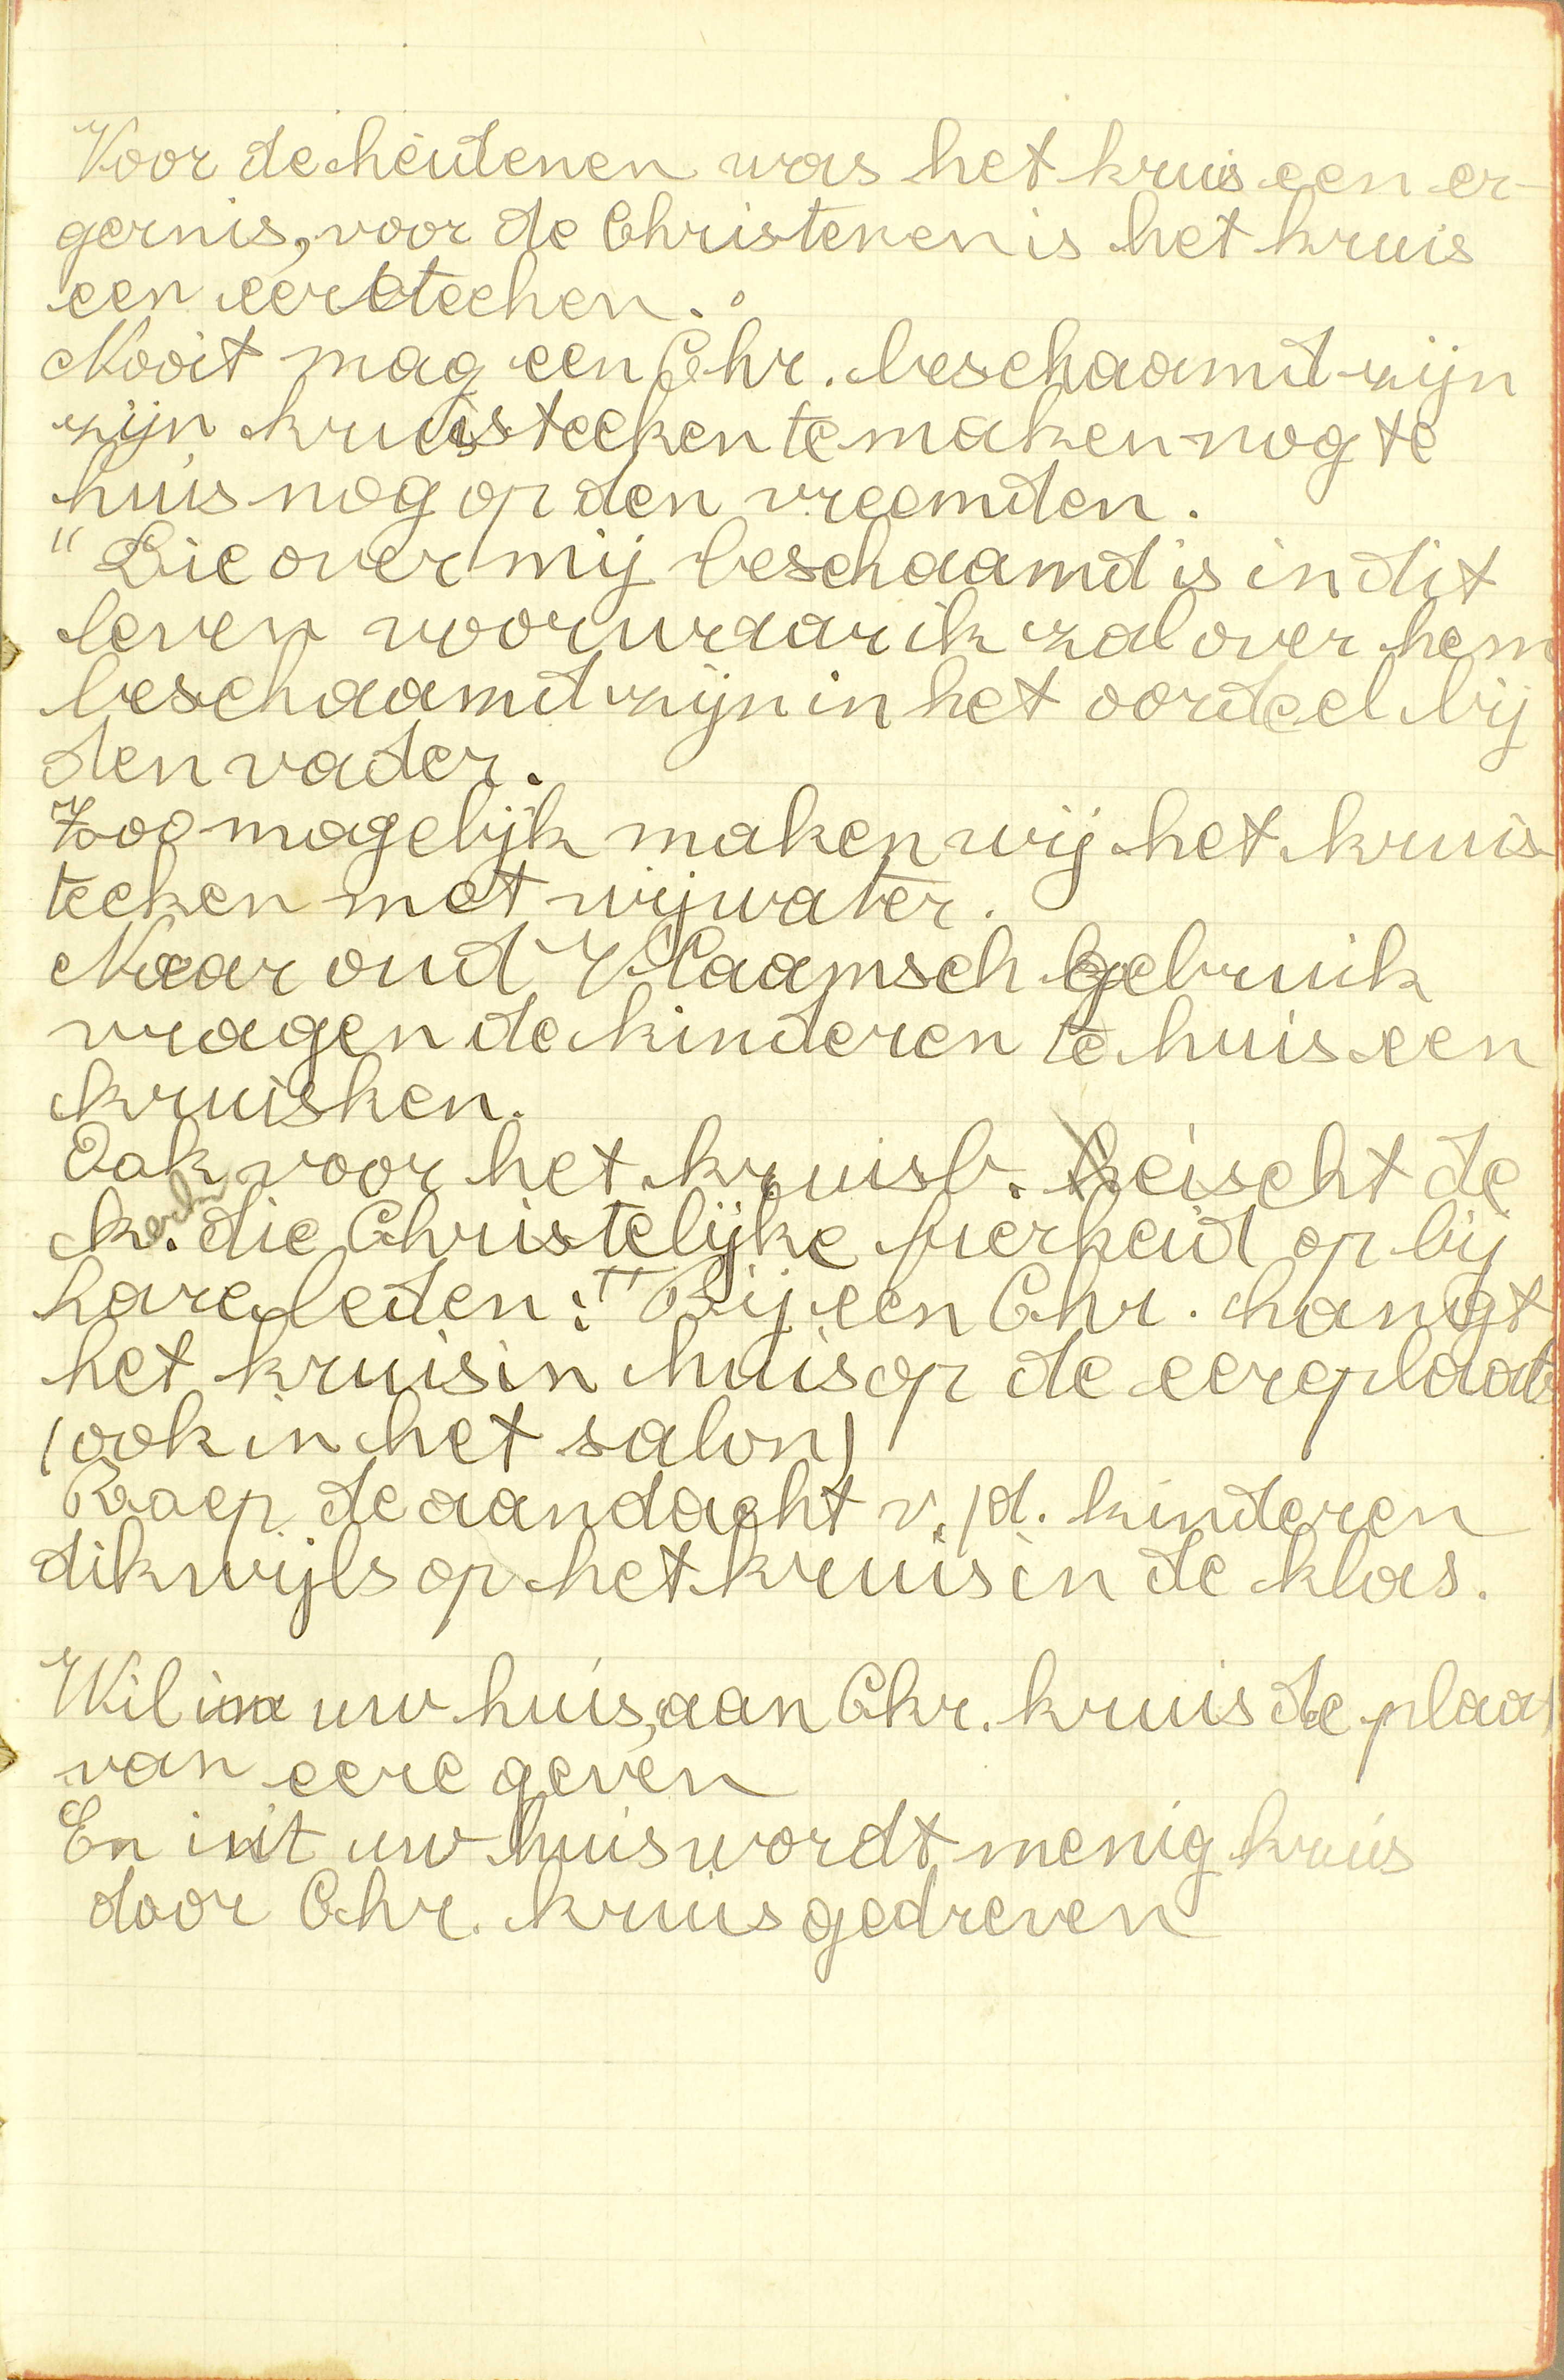 Voor de heidenen was het kruis een er-
gernis, voor de Christenen is het kruis
een eereteeken.
Nooit mag een Chr. beschaamd zijn
zijn kruisteeken te maken nog te
huis nog op den vreemden.
"Die over mij beschaamd is in dit
leven voorwaar ik zal over hem
beschaamd zijn in het oordeel bij
den vader.
Zoo mogelijk maken wij het kruis
teeken met wijwater.
Naar oud Vlaamsch gebruik
vragen de kinderen te huis een
kruisken.
Ook voor het kruisb. eischt de
kerk. die Christelijke fierheid op bij
hare leden: "Bij een Chr. hangt
het kruis in huis op de eereplaats
(ook in het salon)
Roep de aandacht v./d. kinderen
dikwijls op het kruis in de klas.
Wil in uw huis, aan Chr. kruis de plaa
van eere geven
En uit uw huis wordt menig kruis
door Chr. kruis gedreven